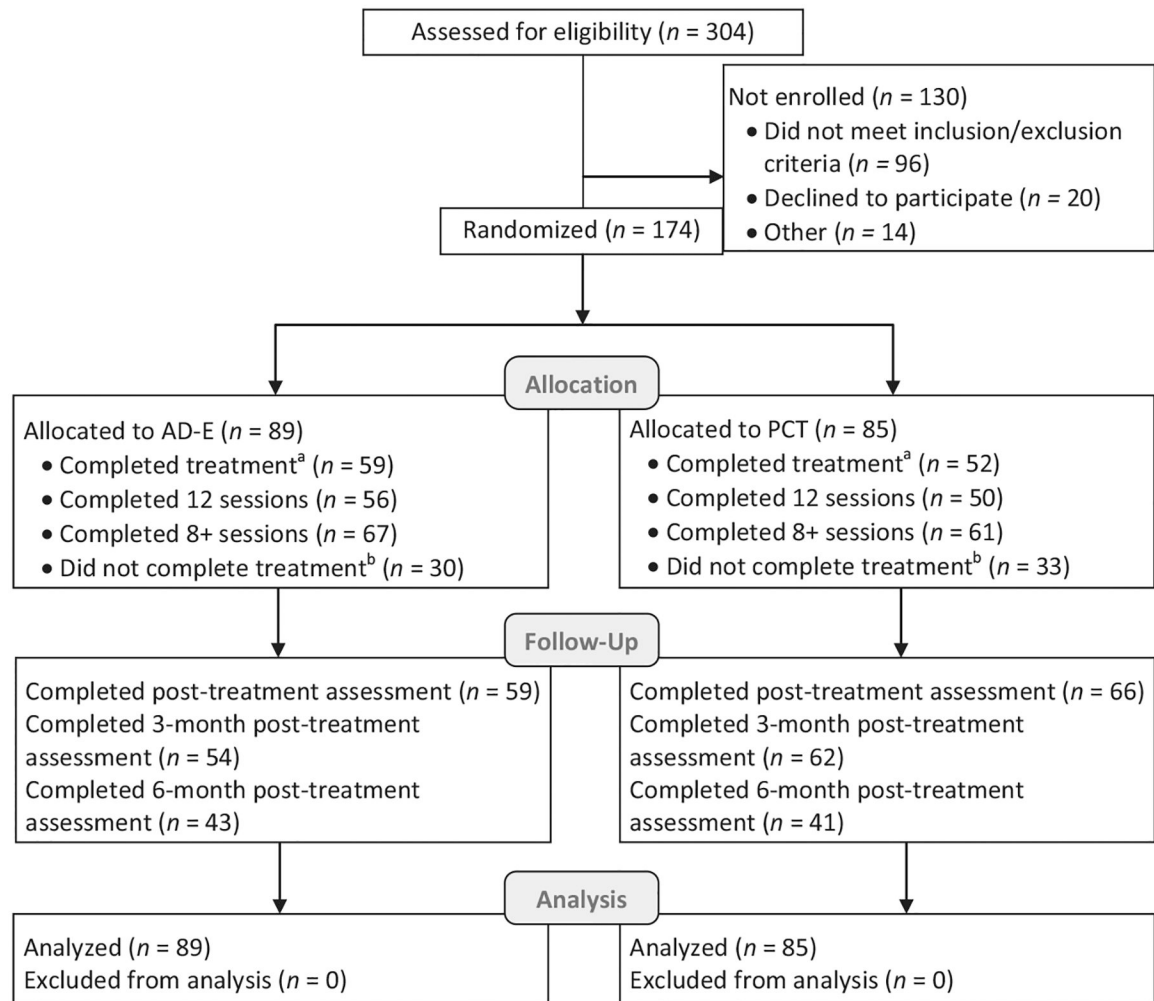 Assessed for eligibility (n = 304)
Not enrolled (n = 130)
• Did not meet inclusion/exclusion
criteria (n = 96)
• Declined to participate (n = 20)
• Other (n = 14)
Randomized (n = 174)
Allocation
Allocated to AD-E (n = 89)
• Completed treatmentᵃ (n = 59)
• Completed 12 sessions (n = 56)
• Completed 8+ sessions (n = 67)
• Did not complete treatmentᵇ (n = 30)
Allocated to PCT (n = 85)
• Completed treatmentᵃ (n = 52)
• Completed 12 sessions (n = 50)
• Completed 8+ sessions (n = 61)
• Did not complete treatmentᵇ (n = 33)
Follow-Up
Completed post-treatment assessment (n = 59)
Completed 3-month post-treatment
assessment (n = 54)
Completed 6-month post-treatment
assessment (n = 43)
Completed post-treatment assessment (n = 66)
Completed 3-month post-treatment
assessment (n = 62)
Completed 6-month post-treatment
assessment (n = 41)
Analysis
Analyzed (n = 89)
Excluded from analysis (n = 0)
Analyzed (n = 85)
Excluded from analysis (n = 0)